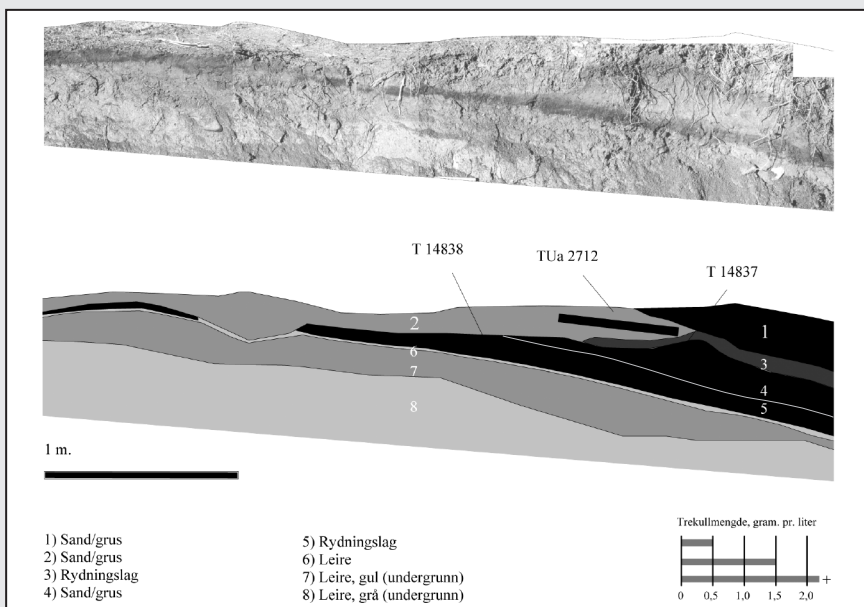 T 14838
TUa 2712
T 14837
1
2
3
6
7
4
5
8
1 m.
1) Sand/grus
2) Sand/grus
3) Rydningslag
4) Sand/grus
5) Rydningslag
6) Leire
7) Leire, gul (undergrunn)
8) Leire, grå (undergrunn)
Trekullmengde, gram. pr. liter
+
0 0,5 1,0 1,5 2,0